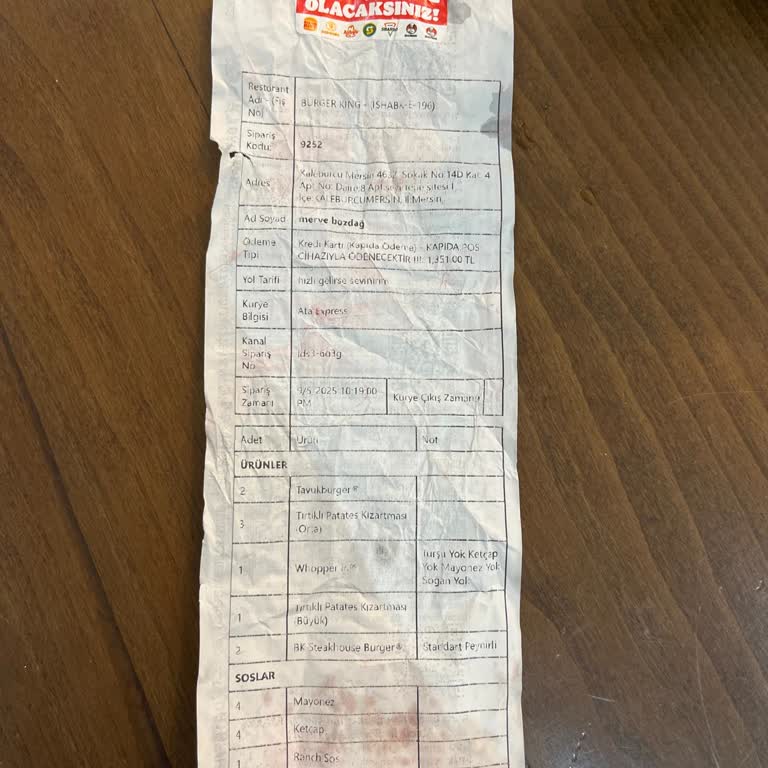 OLACAKSINIZ!
Restorant Adı - (Fiş No)
BURGER KING - (ISHABK-E-196)
Sipariş Kodu:
9252
Adres
Kaleburcu Mersin 4637. Sokak No:14D Kat: 4
Apt No: Daire:8 Apt
İlçe:KALEBURCUMERSİN, İl:Mersin,
Ad Soyad
merve bozdağ
Ödeme Tipi
Kredi Kartı (Kapıda Ödeme) - KAPIDA POS
CİHAZIYLA ÖDENECEKTİR !!!: 1,351.00 TL
Yol Tarifi
hızlı gelirse sevinirim
Kurye Bilgisi
Ata Express
Kanal Sipariş No
Sipariş Zamanı
9/5/2025 10:19:00 PM
Kurye Çıkış Zamanı
Adet
Ürün
Not
ÜRÜNLER
2
Tavukburger®
3
Tırtıklı Patates Kızartması
(Orta)
1
Whopper Jr.®
Turşu Yok Ketçap
Yok Mayonez Yok
Soğan Yok
1
Tırtıklı Patates Kızartması
(Büyük)
2
BK Steakhouse Burger®
Standart Peynirli
SOSLAR
4
Mayonez
4
Ketçap
1
Ranch Sos